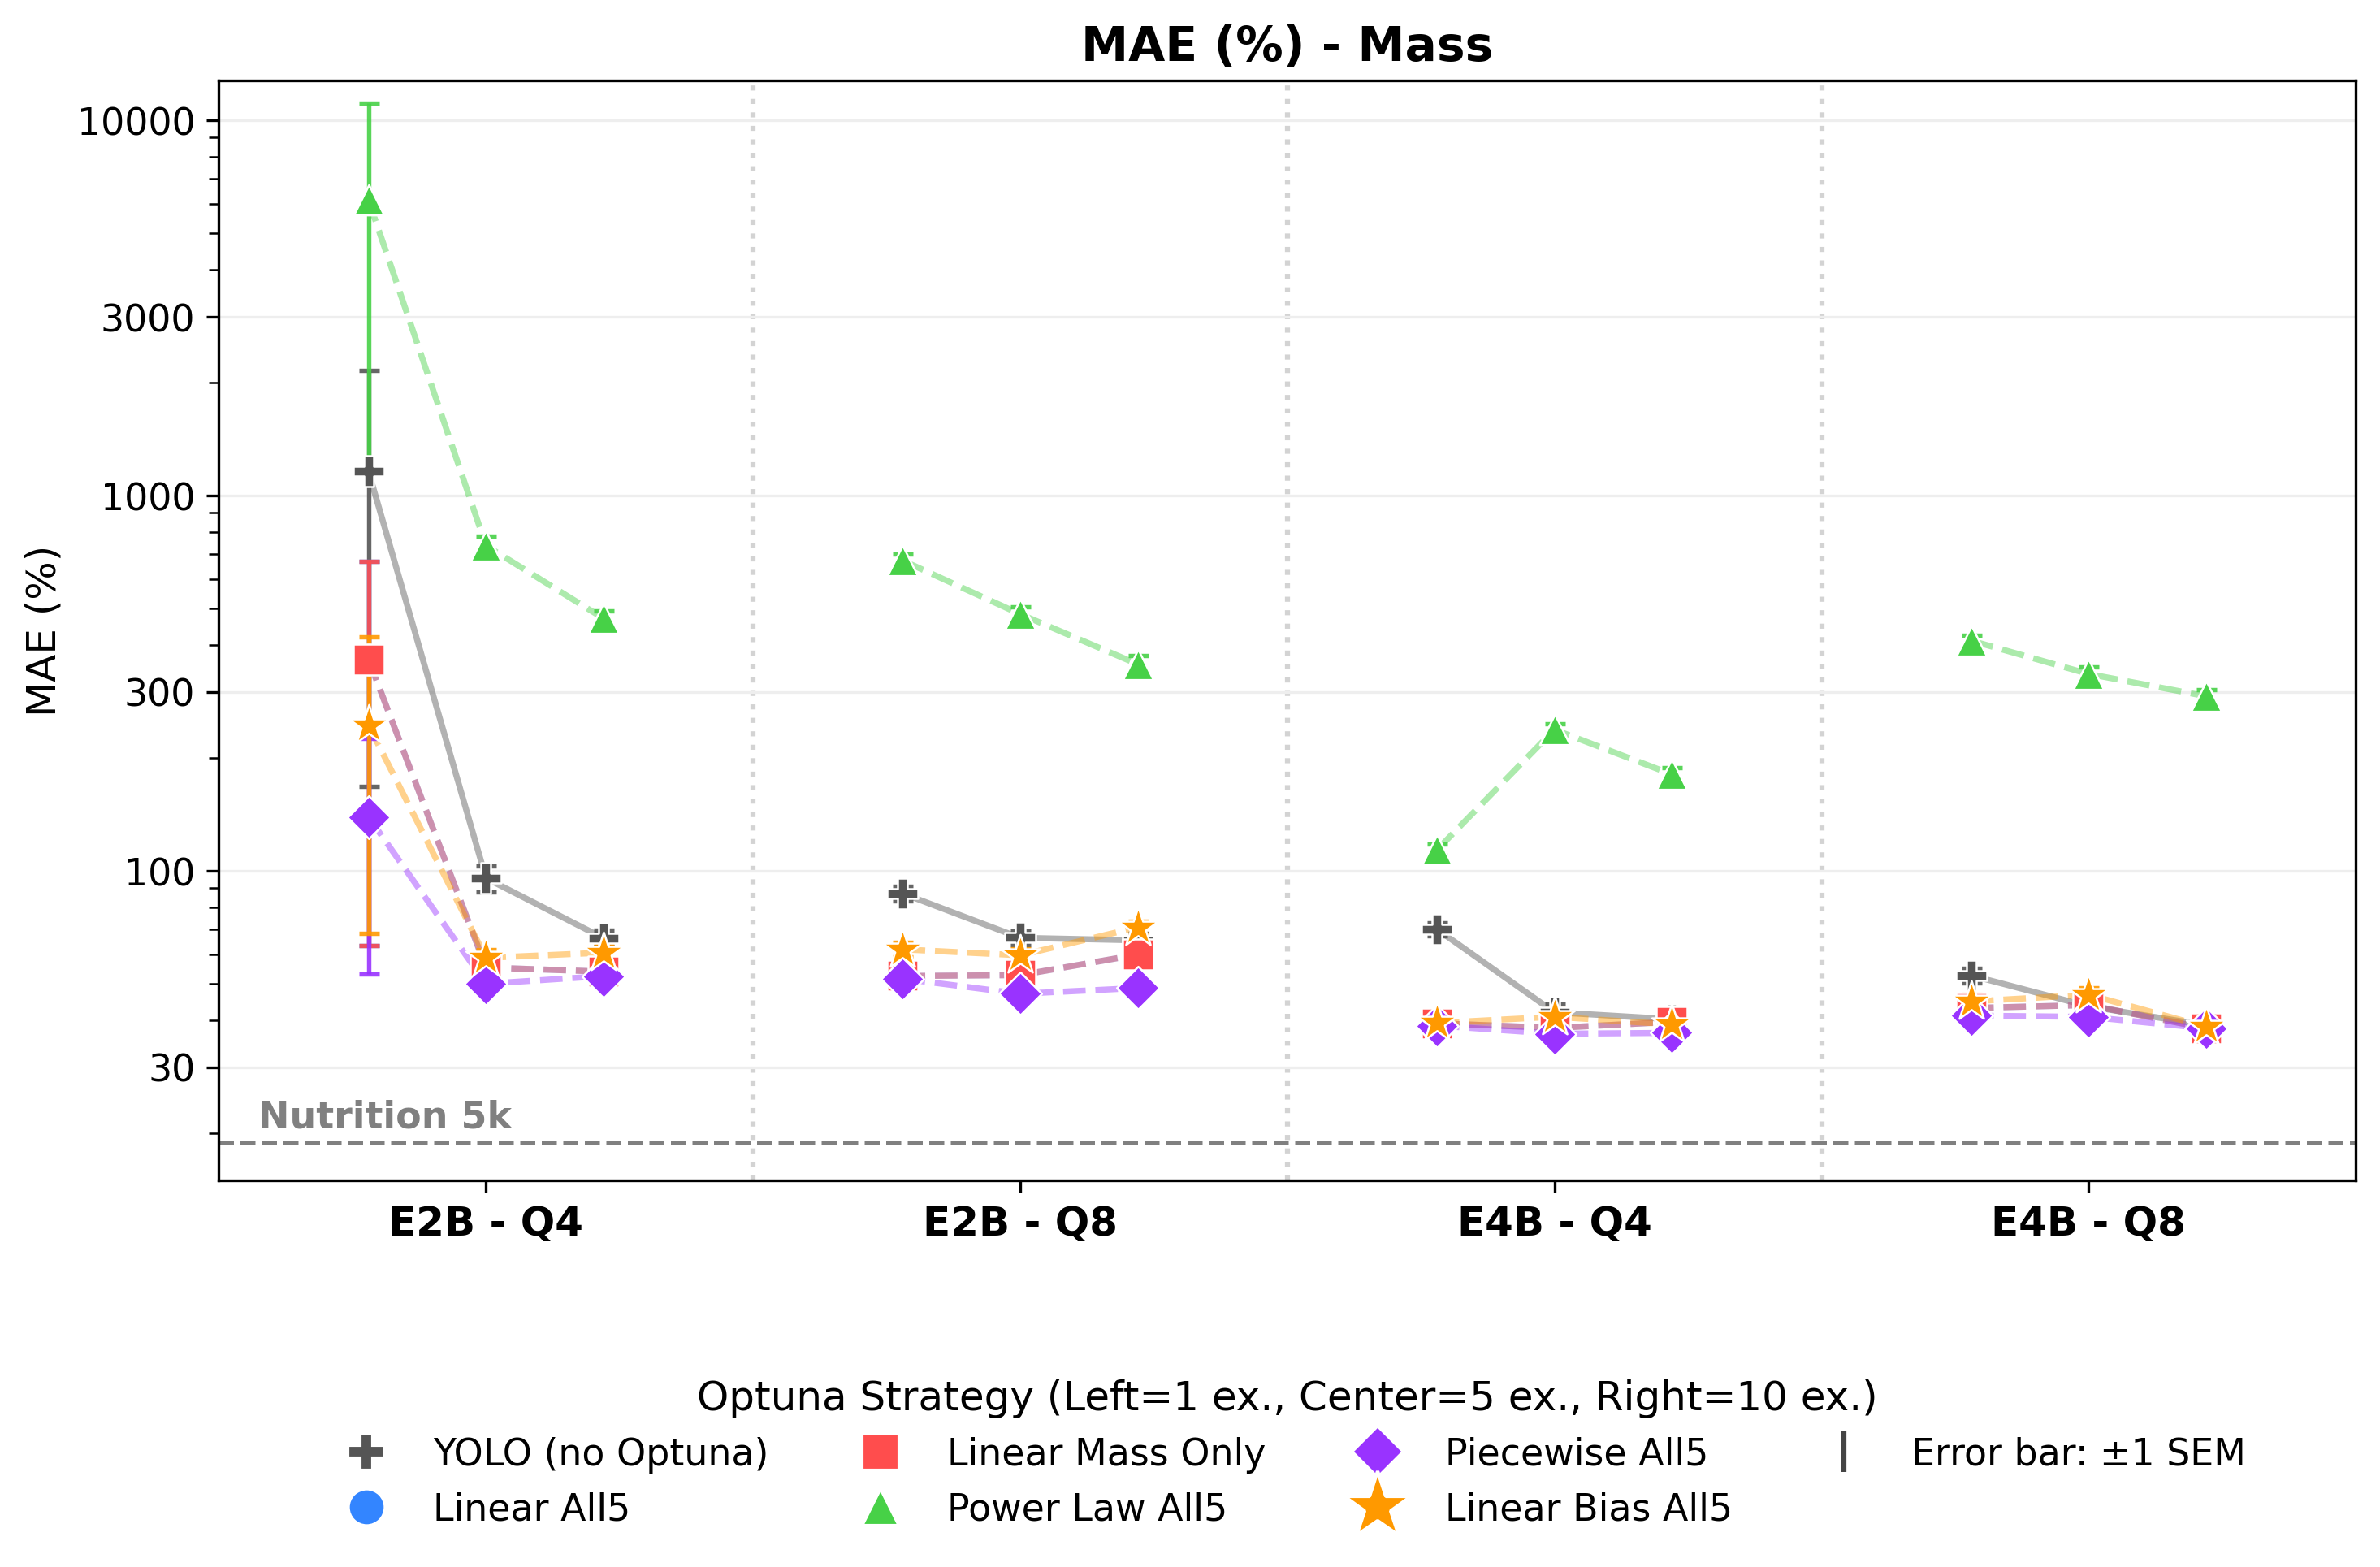 MAE (%) - Mass
MAE (%)
10000
3000
1000
300
100
30
Nutrition 5k
E2B - Q4
E2B - Q8
E4B - Q4
E4B - Q8
Optuna Strategy (Left=1 ex., Center=5 ex., Right=10 ex.)
YOLO (no Optuna)
Linear Mass Only
Piecewise All5
Error bar: ±1 SEM
Linear All5
Power Law All5
Linear Bias All5